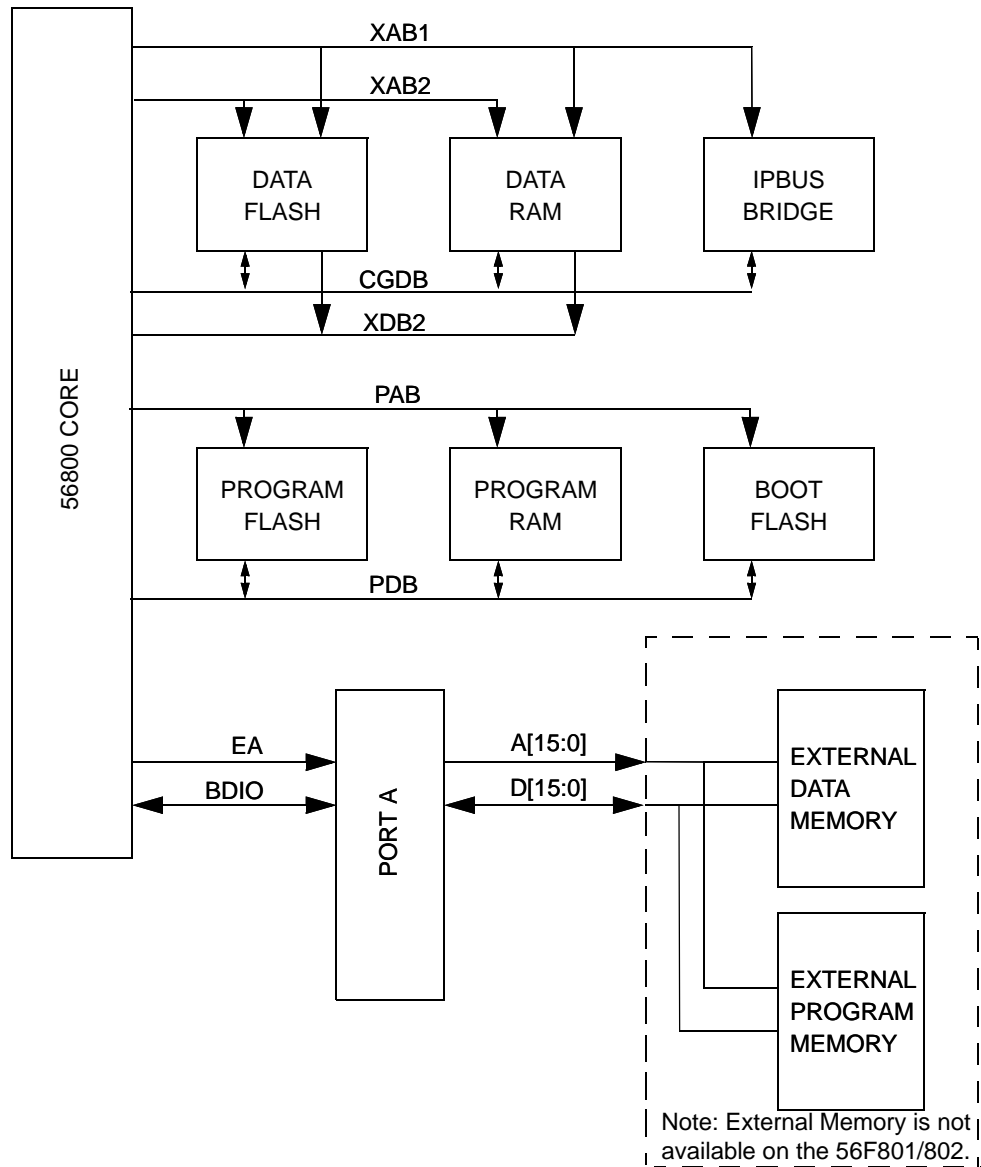 XAB1
XAB2
DATA
FLASH
DATA
RAM
IPBUS
BRIDGE
CGDB
XDB2
56800 CORE
PAB
PROGRAM
FLASH
PROGRAM
RAM
BOOT
FLASH
PDB
EA
BDIO
PORT A
A[15:0]
D[15:0]
EXTERNAL
DATA
MEMORY
EXTERNAL
PROGRAM
MEMORY
Note: External Memory is not
available on the 56F801/802.